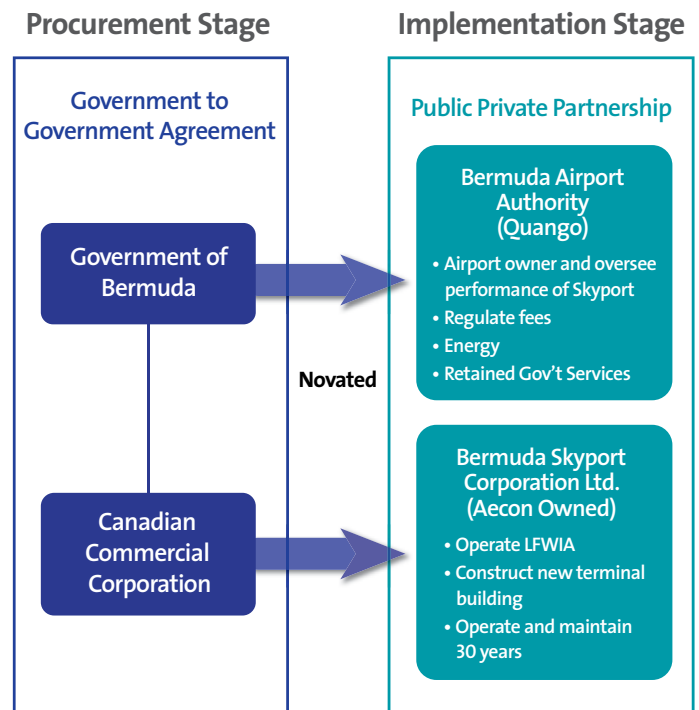 Procurement Stage
Implementation Stage
Government to
Government Agreement
Government of
Bermuda
Canadian
Commercial
Corporation
Novated
Public Private Partnership
Bermuda Airport
Authority
(Quango)
• Airport owner and oversee
performance of Skyport
• Regulate fees
• Energy
• Retained Gov't Services
Bermuda Skyport
Corporation Ltd.
(Aecon Owned)
• Operate LFWIA
• Construct new terminal
building
• Operate and maintain
30 years